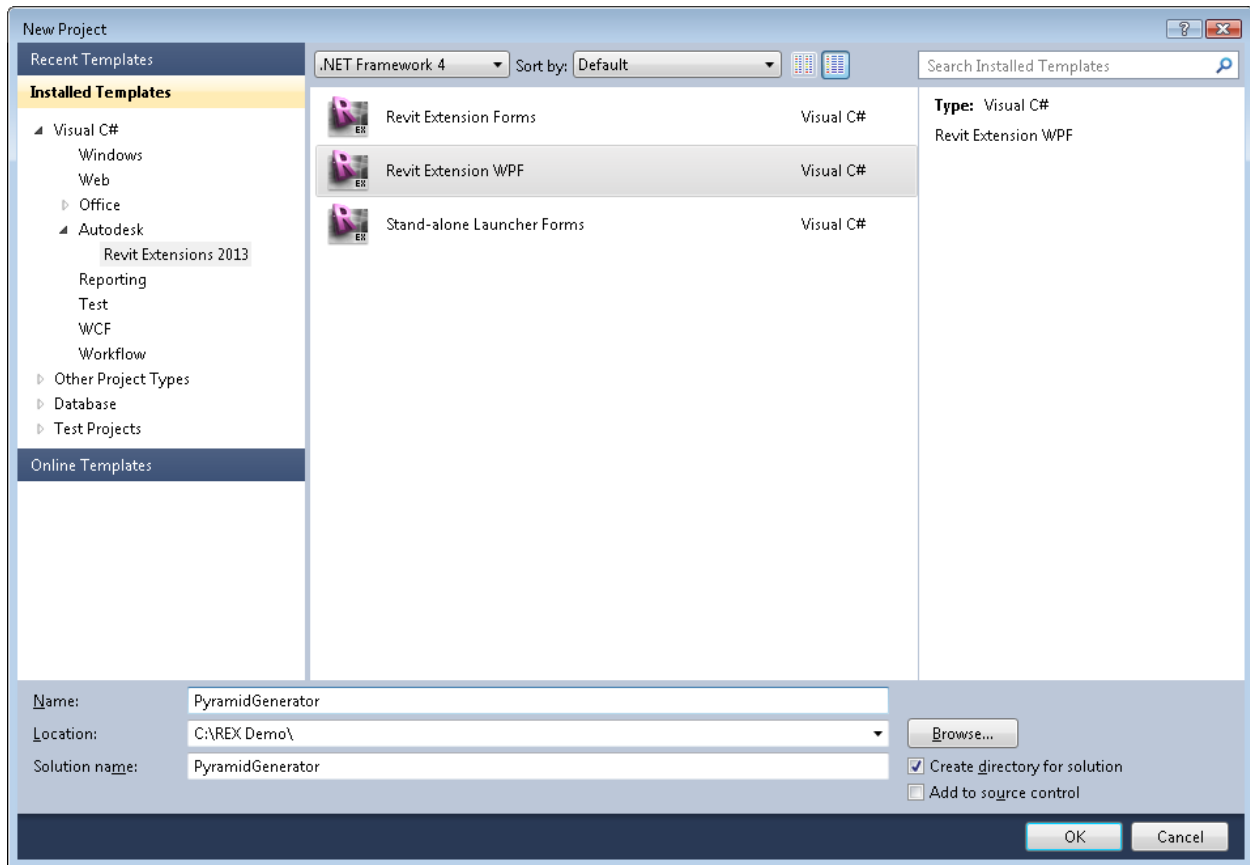 New Project
Recent Templates
.NET Framework 4
Sort by: Default
Search Installed Templates
Installed Templates
Visual C#
Windows
Web
Office
Autodesk
Revit Extensions 2013
Reporting
Test
WCF
Workflow
Other Project Types
Database
Test Projects
Online Templates
R EX Revit Extension Forms Visual C#
R EX Revit Extension WPF Visual C#
R EX Stand-alone Launcher Forms Visual C#
Type: Visual C#
Revit Extension WPF
Name: PyramidGenerator
Location: C:\REX Demo\ Browse...
Solution name: PyramidGenerator
Create directory for solution
Add to source control
OK Cancel